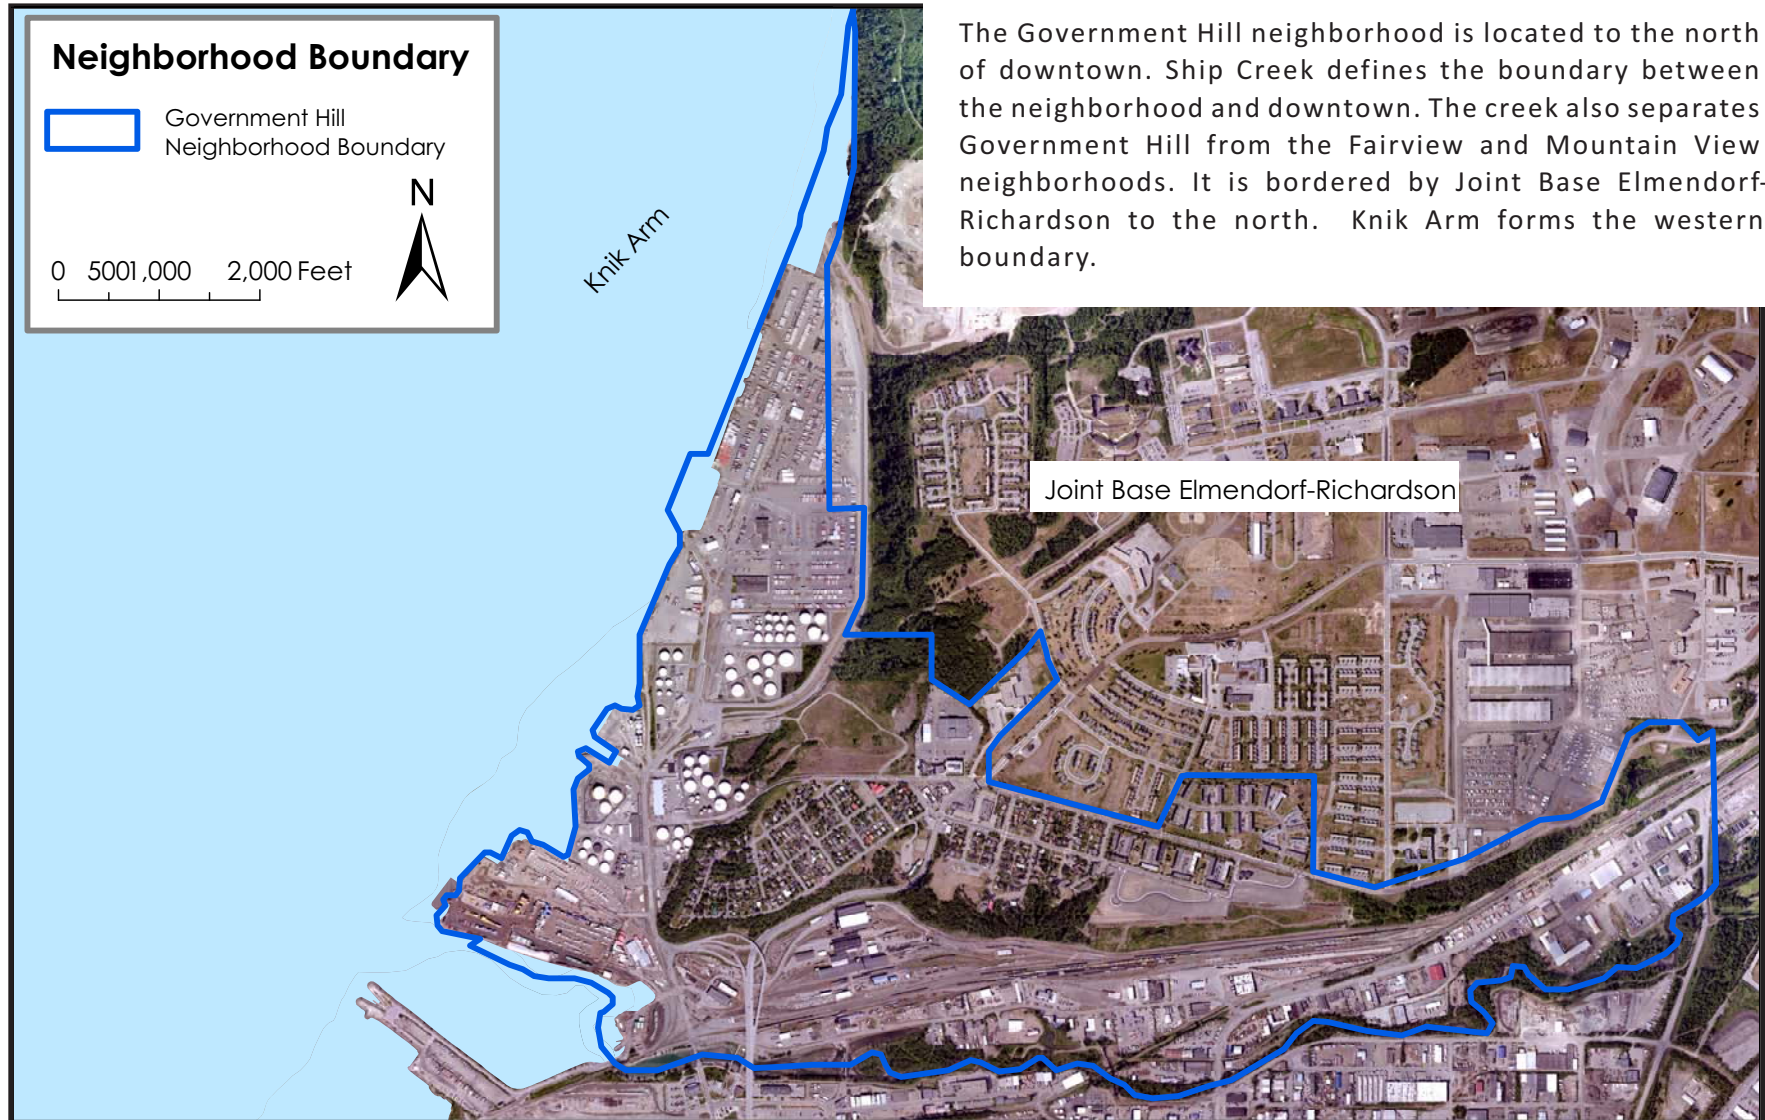 Neighborhood Boundary
Government Hill
Neighborhood Boundary
N
0 500 1,000 2,000 Feet
Knik Arm
The Government Hill neighborhood is located to the north
of downtown. Ship Creek defines the boundary between
the neighborhood and downtown. The creek also separates
Government Hill from the Fairview and Mountain View
neighborhoods. It is bordered by Joint Base Elmendorf-
Richardson to the north. Knik Arm forms the western
boundary.
Joint Base Elmendorf-Richardson